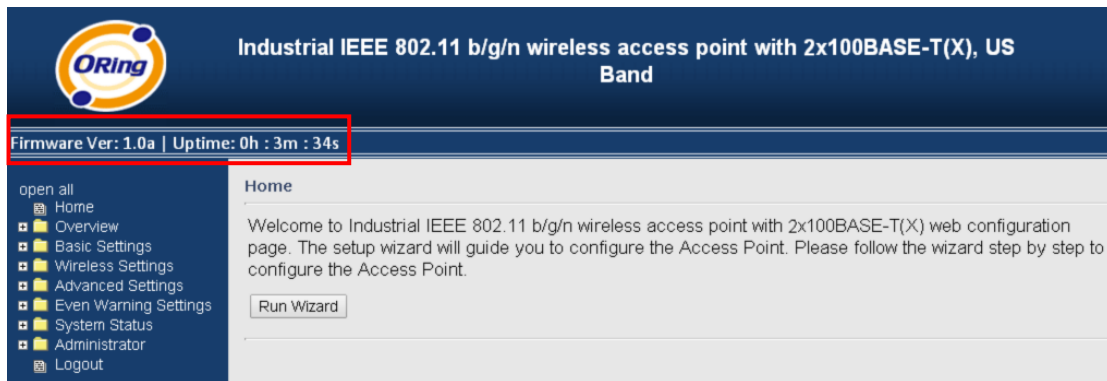 ORing
Industrial IEEE 802.11 b/g/n wireless access point with 2x100BASE-T(X), US
Band
Firmware Ver: 1.0a | Uptime: 0h : 3m : 34s
open all
Home
Overview
Basic Settings
Wireless Settings
Advanced Settings
Even Warning Settings
System Status
Administrator
Logout
Home
Welcome to Industrial IEEE 802.11 b/g/n wireless access point with 2x100BASE-T(X) web configuration
page. The setup wizard will guide you to configure the Access Point. Please follow the wizard step by step to
configure the Access Point.
Run Wizard